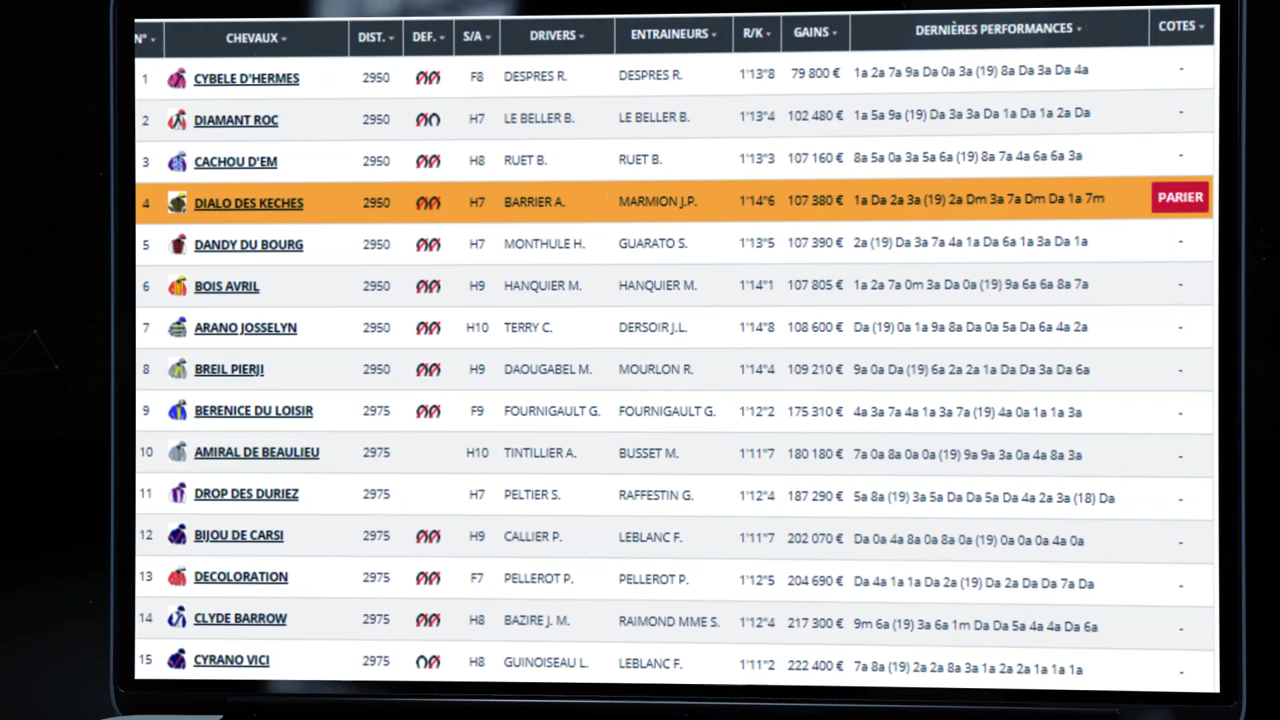 N° CHEVAUX DIST. DEF. S/A DRIVERS ENTRAINEURS R/K GAINS DERNIÈRES PERFORMANCES COTES
1 CYBELE D'HERMES 2950 F8 DESPRES R. DESPRES R. 1'13"8 79 800 € 1a 2a 7a 9a Da 0a 3a (19) 8a Da 3a Da 4a -
2 DIAMANT ROC 2950 H7 LE BELLER B. LE BELLER B. 1'13"4 102 480 € 1a 5a 9a (19) Da 3a 3a Da 1a Da 1a 2a Da -
3 CACHOU D'EM 2950 H8 RUET B. RUET B. 1'13"3 107 160 € 8a 5a 0a 3a 5a 6a (19) 8a 7a 4a 6a 6a 3a -
4 DIALO DES KECHES 2950 H7 BARRIER A. MARMION J.P. 1'14"6 107 380 € 1a Da 2a 3a (19) 2a Dm 3a 7a Dm Da 1a 7m PARIER
5 DANDY DU BOURG 2950 H7 MONTHULE H. GUARATO S. 1'13"5 107 390 € 2a (19) Da 3a 7a 4a 1a Da 6a 1a 3a Da 1a -
6 BOIS AVRIL 2950 H9 HANQUIER M. HANQUIER M. 1'14"1 107 805 € 1a 2a 7a 0m 3a Da 0a (19) 9a 6a 6a 8a 7a -
7 ARANO JOSSELYN 2950 H10 TERRY C. DERSOIR J.L. 1'14"8 108 600 € Da (19) 0a 1a 9a 8a Da 0a 5a Da 6a 4a 2a -
8 BREIL PIERJI 2950 H9 DAOUGABEL M. MOURLON R. 1'14"4 109 210 € 9a 0a Da (19) 6a 2a 2a 1a Da Da 3a Da 6a -
9 BERENICE DU LOISIR 2975 F9 FOURNIGAULT G. FOURNIGAULT G. 1'12"2 175 310 € 4a 3a 7a 4a 1a 3a 7a (19) 4a 0a 1a 1a 3a -
10 AMIRAL DE BEAULIEU 2975 H10 TINTILLIER A. BUSSET M. 1'11"7 180 180 € 7a 0a 8a 0a 0a (19) 9a 9a 3a 0a 4a 8a 3a -
11 DROP DES DURIEZ 2975 H7 PELTIER S. RAFFESTIN G. 1'12"4 187 290 € 5a 8a (19) 3a 5a Da Da 5a Da 4a 2a 3a (18) Da -
12 BIJOU DE CARSI 2975 H9 CALLIER P. LEBLANC F. 1'11"7 202 070 € Da 0a 4a 8a 0a 8a 0a (19) 0a 0a 0a 4a 0a -
13 DECOLORATION 2975 F7 PELLEROT P. PELLEROT P. 1'12"5 204 690 € Da 4a 1a 1a Da 2a (19) Da 2a Da Da 7a Da -
14 CLYDE BARROW 2975 H8 BAZIRE J. M. RAIMOND MME S. 1'12"4 217 300 € 9m 6a (19) 3a 6a 1m Da Da 5a 4a 4a Da 6a -
15 CYRANO VICI 2975 H8 GUINOISEAU L. LEBLANC F. 1'11"2 222 400 € 7a 8a (19) 2a 2a 8a 3a 1a 2a 2a 1a 1a 1a -